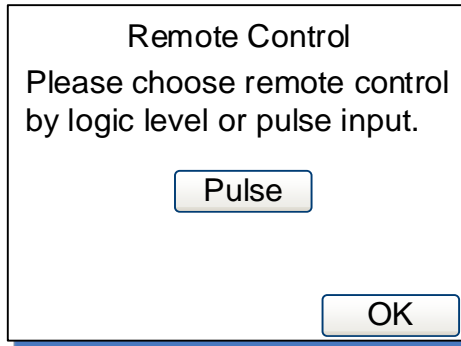 Remote Control
Please choose remote control
by logic level or pulse input.
Pulse
OK